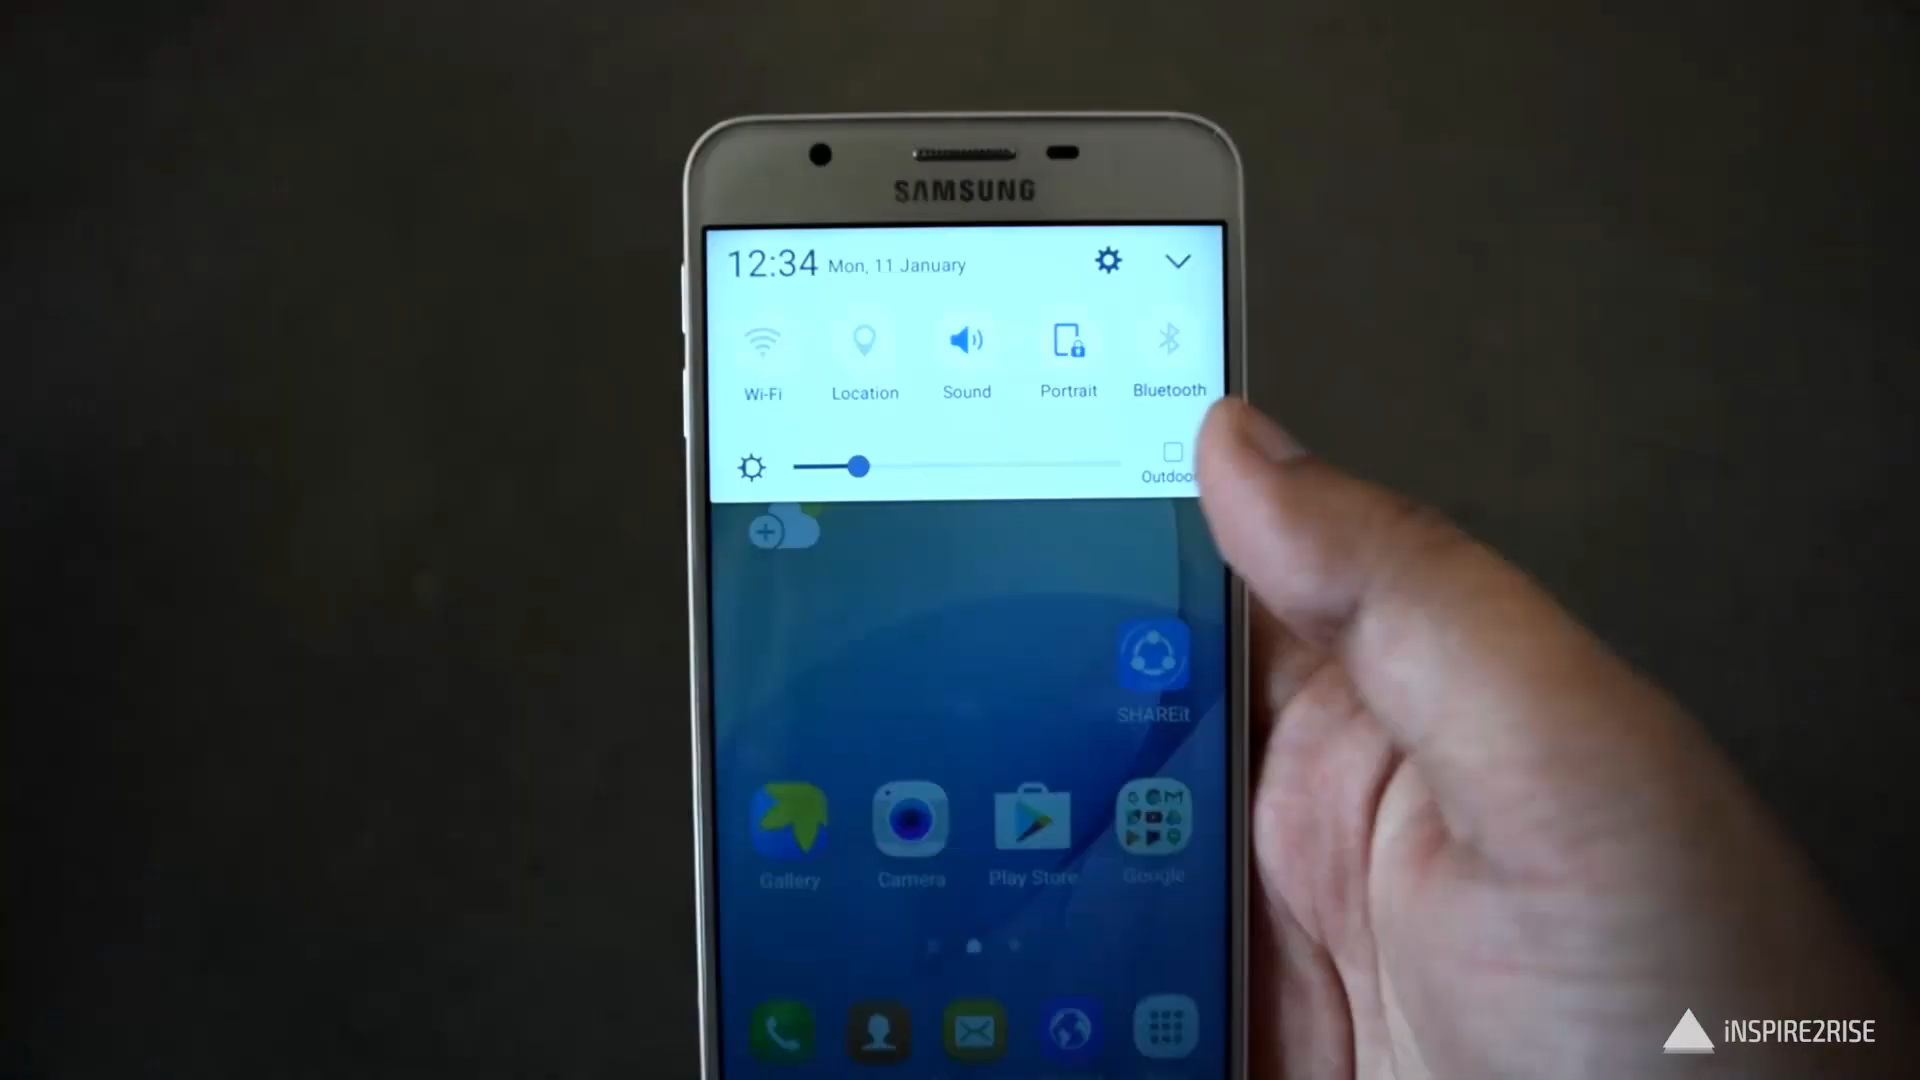 SAMSUNG
12:34 Mon, 11 January
Wi-Fi Location Sound Portrait Bluetooth
Outdoo
SHAREit
Gallery Camera Play Store Google
iNSPIRE2RISE